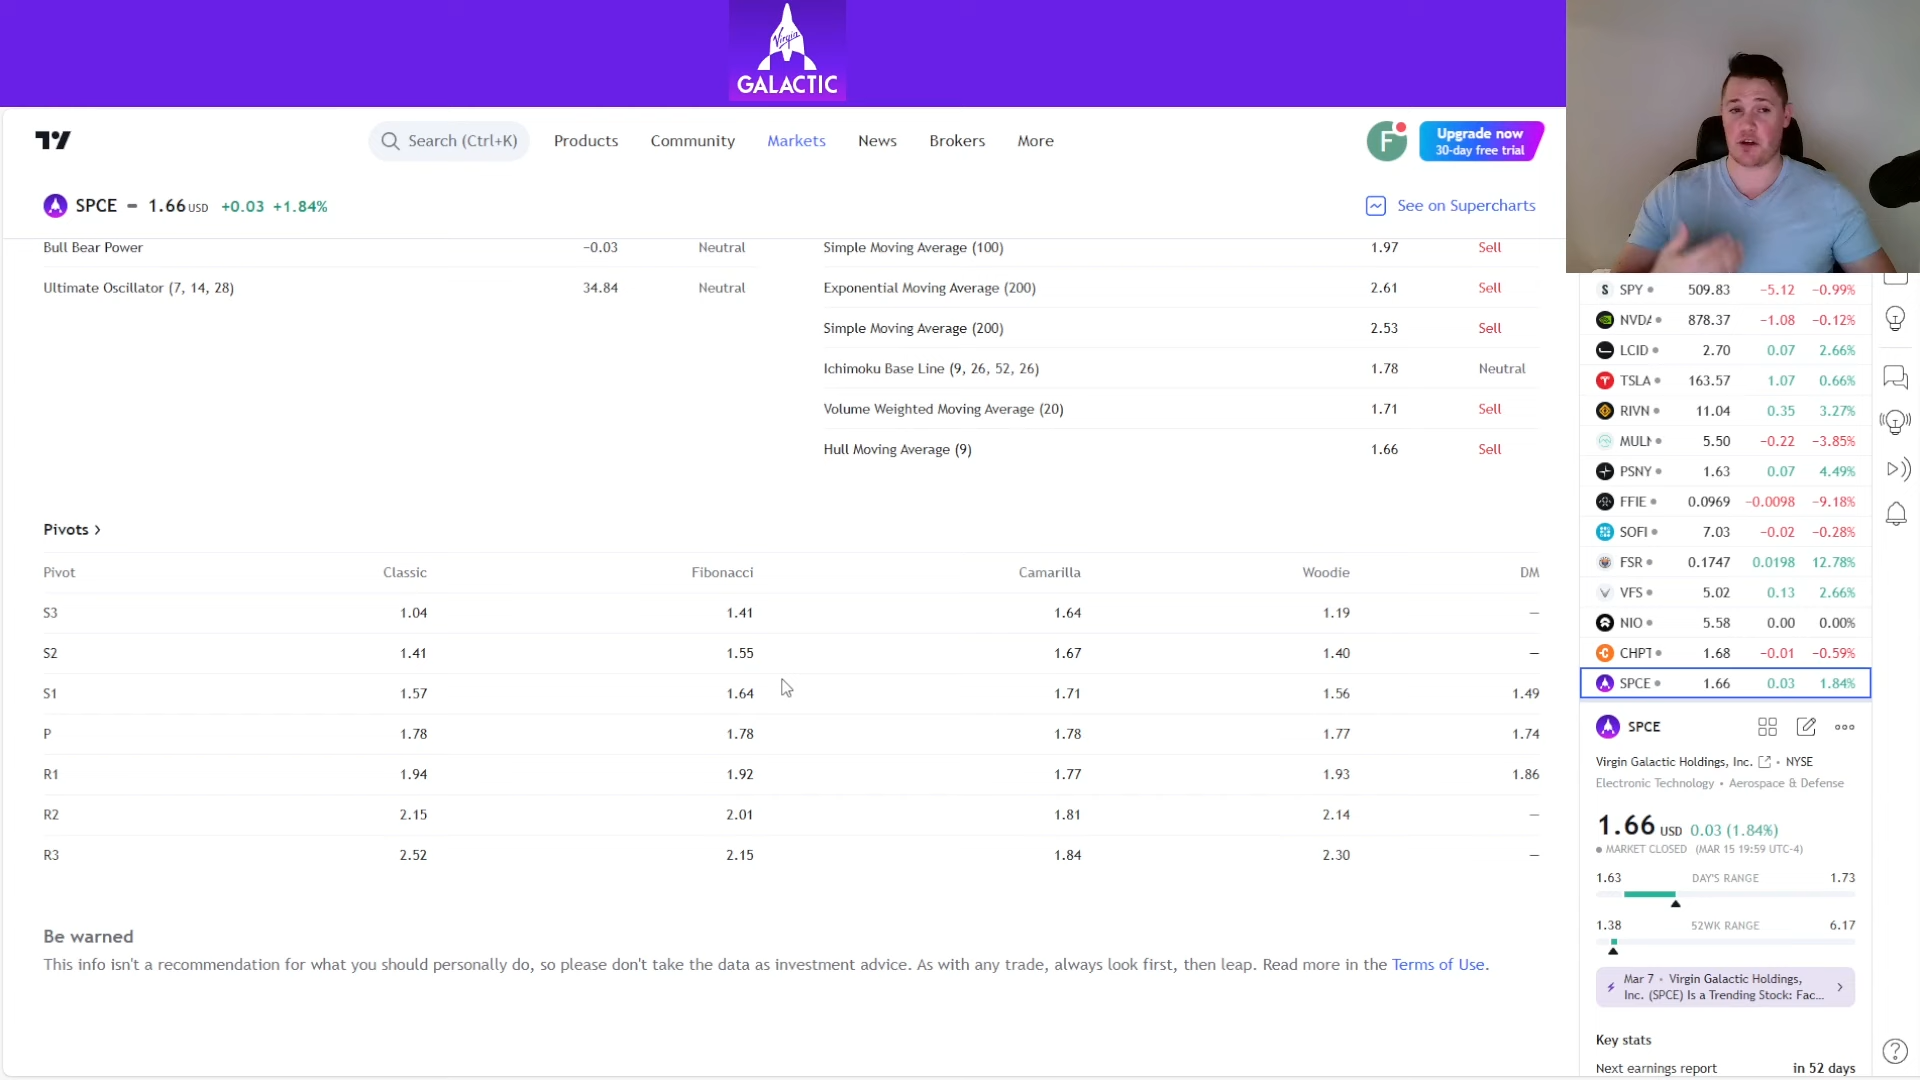 Virgin
GALACTIC
Search (Ctrl+K)
Products
Community
Markets
News
Brokers
More
F
Upgrade now
30-day free trial
SPCE
1.66 USD +0.03 +1.84%
See on Supercharts
Bull Bear Power −0.03 Neutral
Ultimate Oscillator (7, 14, 28) 34.84 Neutral
Simple Moving Average (100) 1.97 Sell
Exponential Moving Average (200) 2.61 Sell
Simple Moving Average (200) 2.53 Sell
Ichimoku Base Line (9, 26, 52, 26) 1.78 Neutral
Volume Weighted Moving Average (20) 1.71 Sell
Hull Moving Average (9) 1.66 Sell
Pivots
Pivot Classic Fibonacci Camarilla Woodie DM
S3 1.04 1.41 1.64 1.19 —
S2 1.41 1.55 1.67 1.40 —
S1 1.57 1.64 1.71 1.56 1.49
P 1.78 1.78 1.78 1.77 1.74
R1 1.94 1.92 1.77 1.93 1.86
R2 2.15 2.01 1.81 2.14 —
R3 2.52 2.15 1.84 2.30 —
Be warned
This info isn't a recommendation for what you should personally do, so please don't take the data as investment advice. As with any trade, always look first, then leap. Read more in the Terms of Use.
SPY 509.83 −5.12 −0.99%
NVDA 878.37 −1.08 −0.12%
LCID 2.70 0.07 2.66%
TSLA 163.57 1.07 0.66%
RIVN 11.04 0.35 3.27%
MULN 5.50 −0.22 −3.85%
PSNY 1.63 0.07 4.49%
FFIE 0.0969 −0.0098 −9.18%
SOFI 7.03 −0.02 −0.28%
FSR 0.1747 0.0198 12.78%
VFS 5.02 0.13 2.66%
NIO 5.58 0.00 0.00%
CHPT 1.68 −0.01 −0.59%
SPCE 1.66 0.03 1.84%
SPCE
Virgin Galactic Holdings, Inc. • NYSE
Electronic Technology • Aerospace & Defense
1.66 USD 0.03 (1.84%)
MARKET CLOSED (MAR 15 19:59 UTC-4)
1.63 DAY'S RANGE 1.73
1.38 52WK RANGE 6.17
Mar 7 • Virgin Galactic Holdings,
Inc. (SPCE) Is a Trending Stock: Fac...
Key stats
Next earnings report in 52 days